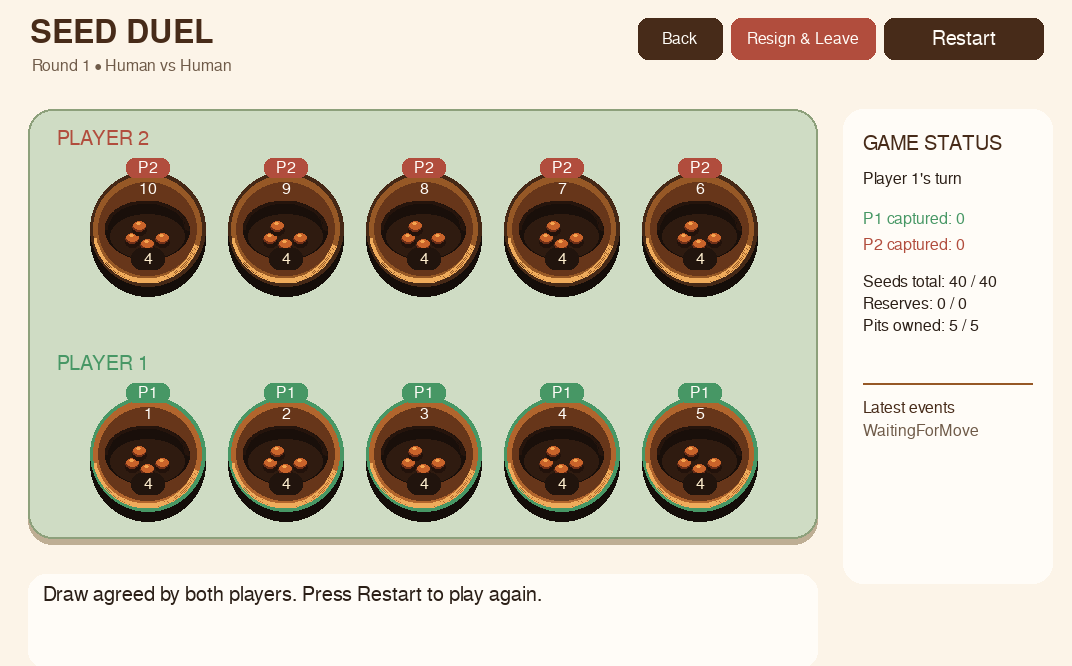 SEED DUEL
Round 1 • Human vs Human
Back
Resign & Leave
Restart
PLAYER 2
P2 P2 P2 P2 P2
10 9 8 7 6
4 4 4 4 4
PLAYER 1
P1 P1 P1 P1 P1
1 2 3 4 5
4 4 4 4 4
GAME STATUS
Player 1's turn
P1 captured: 0
P2 captured: 0
Seeds total: 40 / 40
Reserves: 0 / 0
Pits owned: 5 / 5
Latest events
WaitingForMove
Draw agreed by both players. Press Restart to play again.